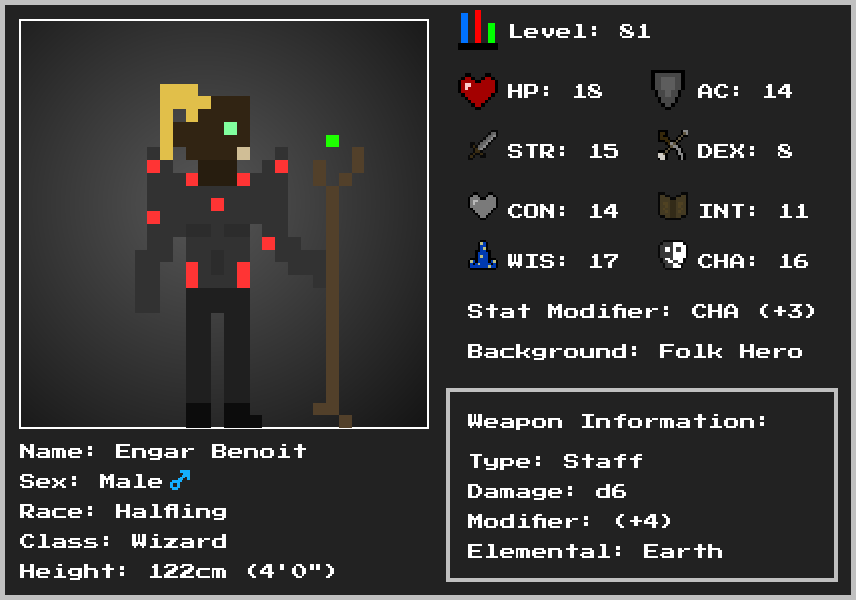 Level: 81
HP: 18
AC: 14
STR: 15
DEX: 8
CON: 14
INT: 11
WIS: 17
CHA: 16
Stat Modifier: CHA (+3)
Background: Folk Hero
Weapon Information:
Type: Staff
Damage: d6
Modifier: (+4)
Elemental: Earth
Name: Engar Benoit
Sex: Male ♂
Race: Halfling
Class: Wizard
Height: 122cm (4'0")